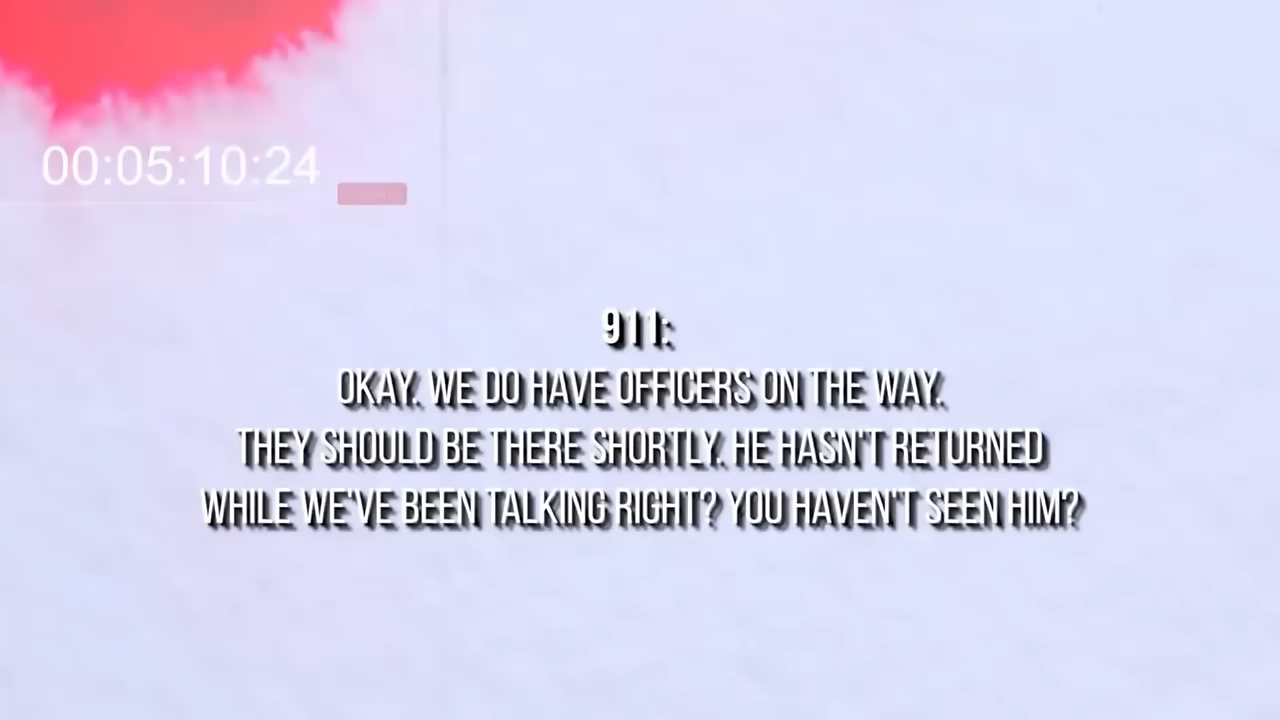 00:05:10:24
911:
OKAY. WE DO HAVE OFFICERS ON THE WAY.
THEY SHOULD BE THERE SHORTLY. HE HASN'T RETURNED
WHILE WE'VE BEEN TALKING RIGHT? YOU HAVEN'T SEEN HIM?